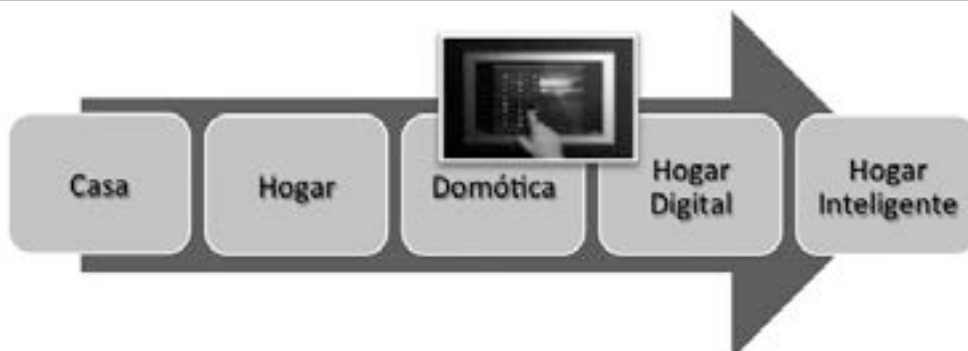 Casa
Hogar
Domótica
Hogar
Digital
Hogar
Inteligente